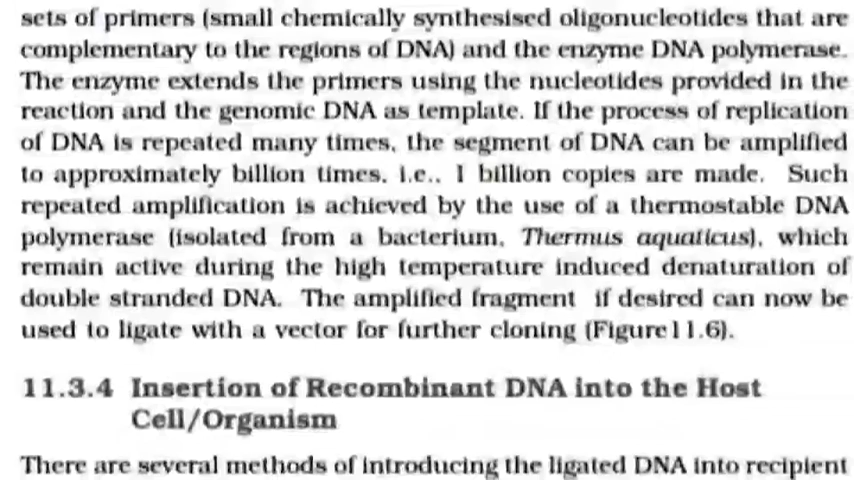 sets of primers (small chemically synthesised oligonucleotides that are
complementary to the regions of DNA) and the enzyme DNA polymerase.
The enzyme extends the primers using the nucleotides provided in the
reaction and the genomic DNA as template. If the process of replication
of DNA is repeated many times, the segment of DNA can be amplified
to approximately billion times, i.e., 1 billion copies are made. Such
repeated amplification is achieved by the use of a thermostable DNA
polymerase (isolated from a bacterium, Thermus aquaticus), which
remain active during the high temperature induced denaturation of
double stranded DNA. The amplified fragment if desired can now be
used to ligate with a vector for further cloning (Figure11.6).
11.3.4 Insertion of Recombinant DNA into the Host
Cell/Organism
There are several methods of introducing the ligated DNA into recipient